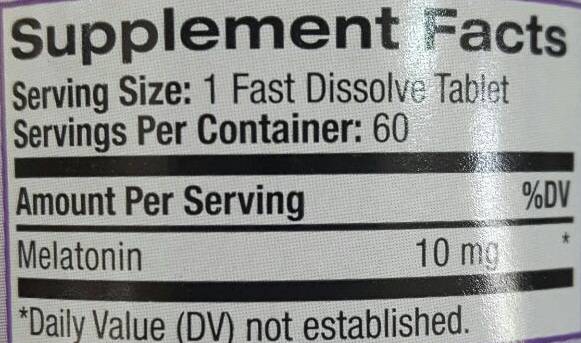 Supplement Facts
Serving Size: 1 Fast Dissolve Tablet
Servings Per Container: 60
Amount Per Serving %DV
Melatonin 10 mg *
*Daily Value (DV) not established.